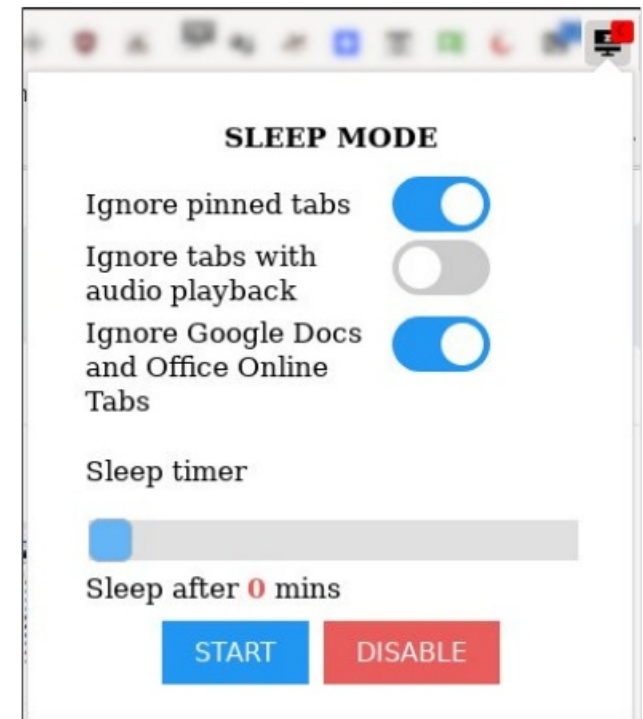 SLEEP MODE
Ignore pinned tabs
Ignore tabs with
audio playback
Ignore Google Docs
and Office Online
Tabs
Sleep timer
Sleep after 0 mins
START DISABLE